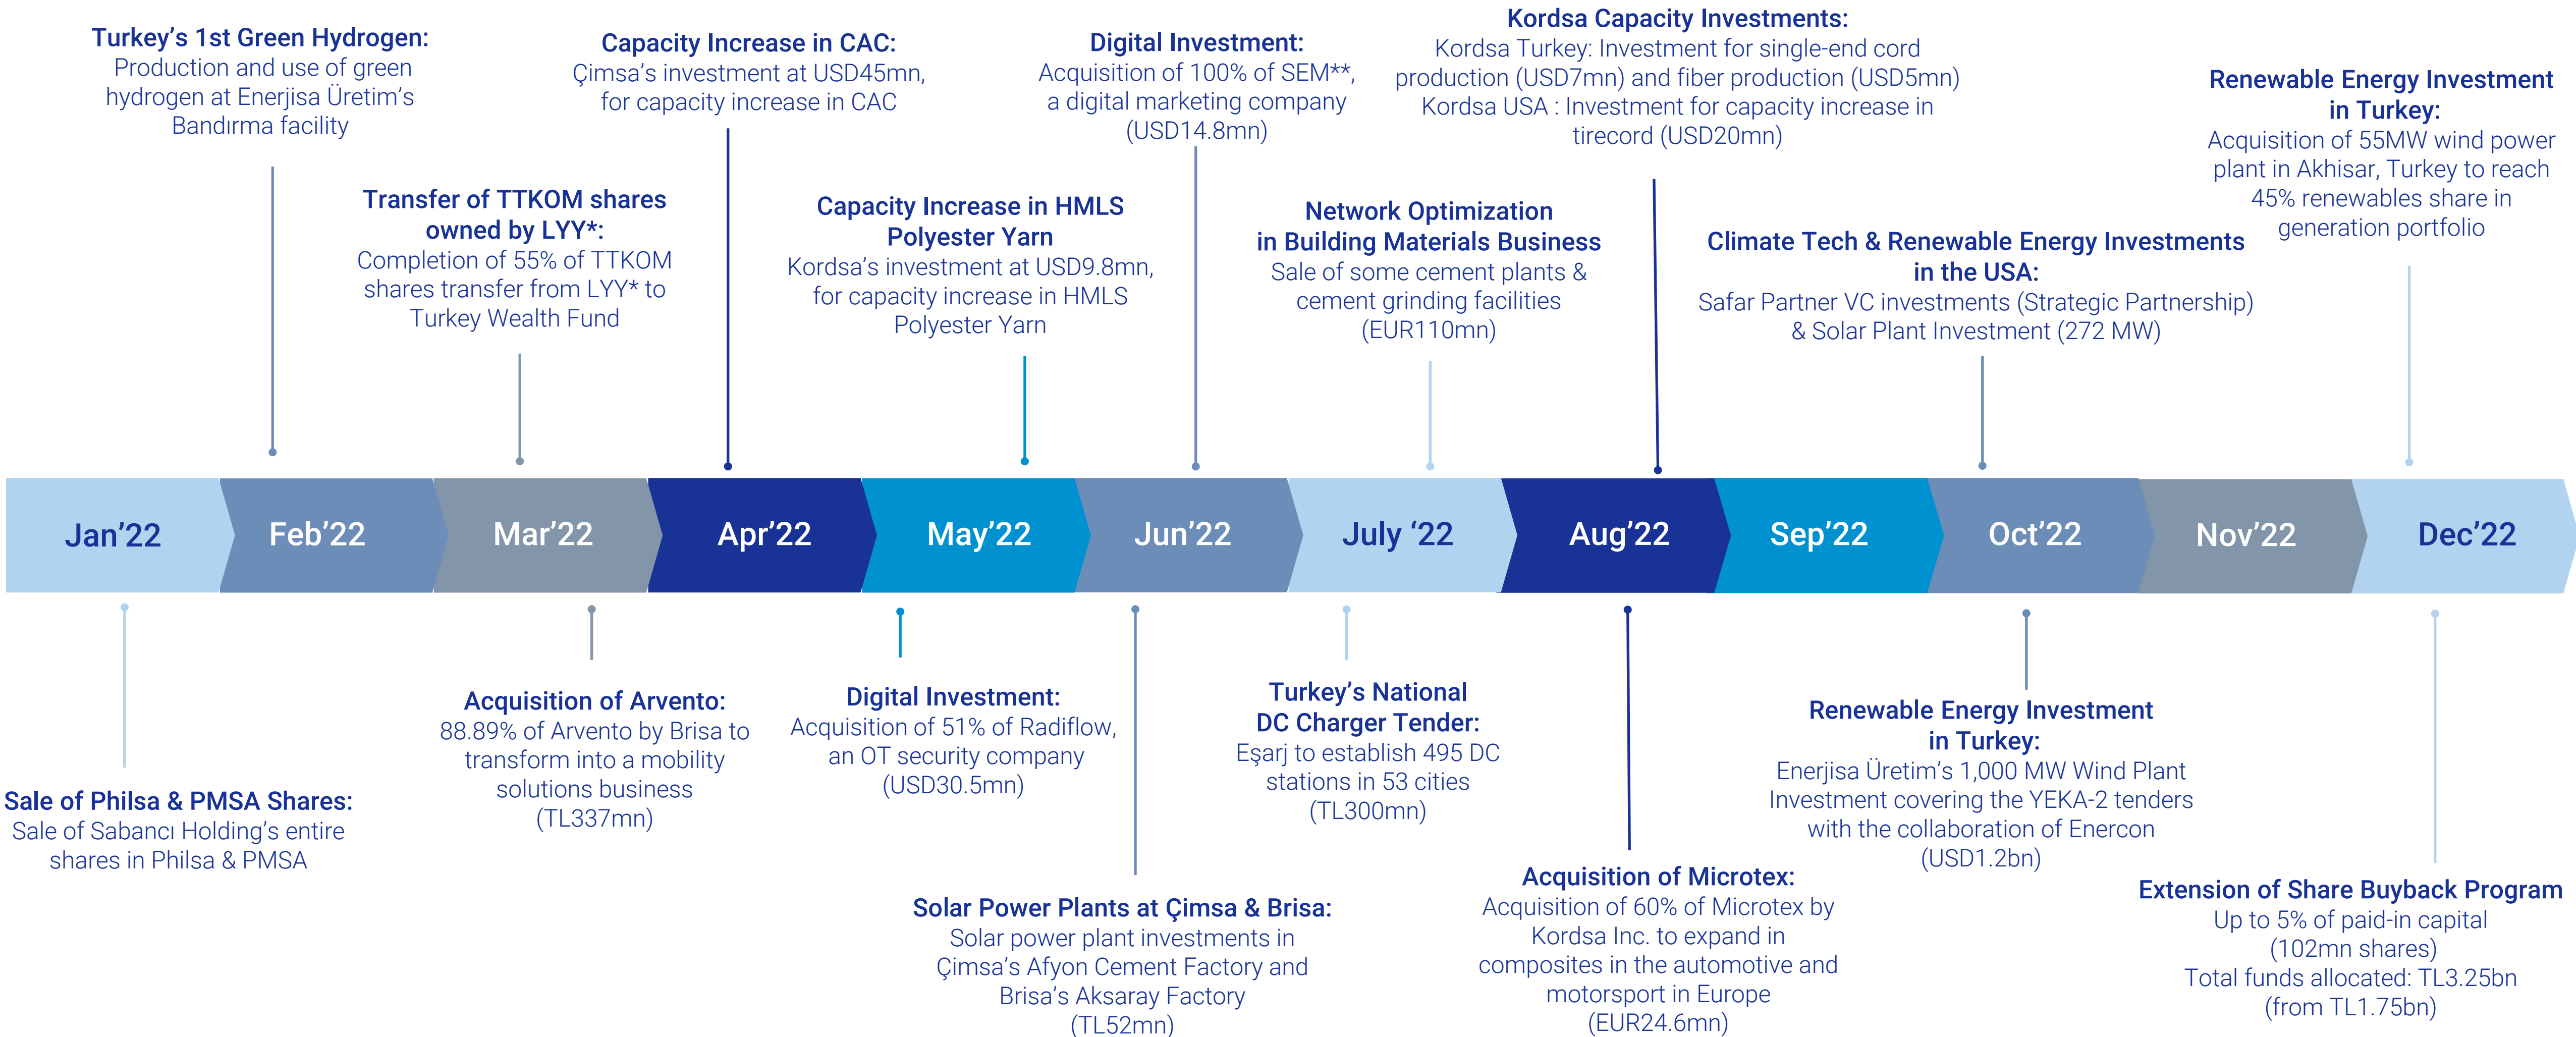 Turkey’s 1st Green Hydrogen:
Production and use of green
hydrogen at Enerjisa Üretim’s
Bandırma facility
Transfer of TTKOM shares
owned by LYY*:
Completion of 55% of TTKOM
shares transfer from LYY* to
Turkey Wealth Fund
Capacity Increase in CAC:
Çimsa’s investment at USD45mn,
for capacity increase in CAC
Capacity Increase in HMLS
Polyester Yarn
Kordsa’s investment at USD9.8mn,
for capacity increase in HMLS
Polyester Yarn
Digital Investment:
Acquisition of 100% of SEM**,
a digital marketing company
(USD14.8mn)
Network Optimization
in Building Materials Business
Sale of some cement plants &
cement grinding facilities
(EUR110mn)
Kordsa Capacity Investments:
Kordsa Turkey: Investment for single-end cord
production (USD7mn) and fiber production (USD5mn)
Kordsa USA : Investment for capacity increase in
tirecord (USD20mn)
Climate Tech & Renewable Energy Investments
in the USA:
Safar Partner VC investments (Strategic Partnership)
& Solar Plant Investment (272 MW)
Renewable Energy Investment
in Turkey:
Acquisition of 55MW wind power
plant in Akhisar, Turkey to reach
45% renewables share in
generation portfolio
Jan’22
Feb’22
Mar’22
Apr’22
May’22
Jun’22
July ‘22
Aug’22
Sep’22
Oct’22
Nov’22
Dec’22
Sale of Philsa & PMSA Shares:
Sale of Sabancı Holding’s entire
shares in Philsa & PMSA
Acquisition of Arvento:
88.89% of Arvento by Brisa to
transform into a mobility
solutions business
(TL337mn)
Digital Investment:
Acquisition of 51% of Radiflow,
an OT security company
(USD30.5mn)
Solar Power Plants at Çimsa & Brisa:
Solar power plant investments in
Çimsa’s Afyon Cement Factory and
Brisa’s Aksaray Factory
(TL52mn)
Turkey’s National
DC Charger Tender:
Eşarj to establish 495 DC
stations in 53 cities
(TL300mn)
Acquisition of Microtex:
Acquisition of 60% of Microtex by
Kordsa Inc. to expand in
composites in the automotive and
motorsport in Europe
(EUR24.6mn)
Renewable Energy Investment
in Turkey:
Enerjisa Üretim’s 1,000 MW Wind Plant
Investment covering the YEKA-2 tenders
with the collaboration of Enercon
(USD1.2bn)
Extension of Share Buyback Program
Up to 5% of paid-in capital
(102mn shares)
Total funds allocated: TL3.25bn
(from TL1.75bn)